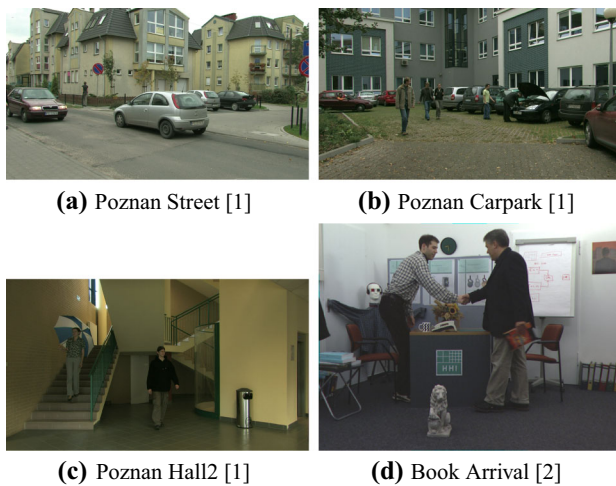 (a) Poznan Street [1]
(b) Poznan Carpark [1]
HHI
(c) Poznan Hall2 [1]
(d) Book Arrival [2]